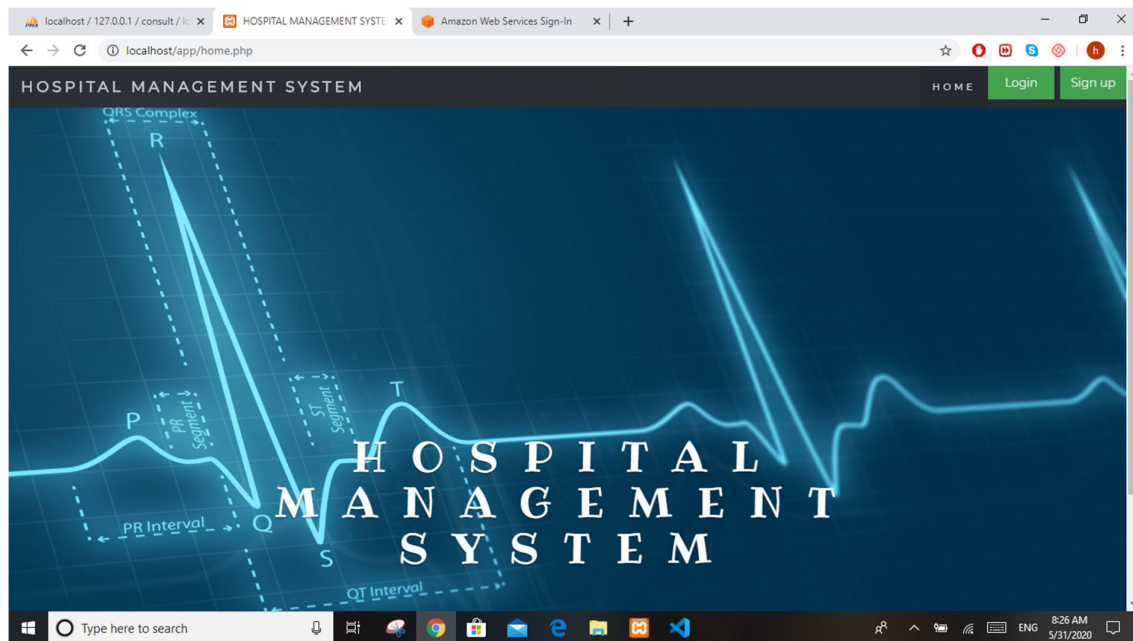 localhost / 127.0.0.1 / consult / lo
HOSPITAL MANAGEMENT SYSTE
Amazon Web Services Sign-In
localhost/app/home.php
h
HOSPITAL MANAGEMENT SYSTEM
HOME
Login
Sign up
QRS Complex
R
P
PR
Segment
ST
Segment
T
PR Interval
Q
S
QT Interval
HOSPITAL
MANAGEMENT
SYSTEM
Type here to search
ENG
8:26 AM
5/31/2020